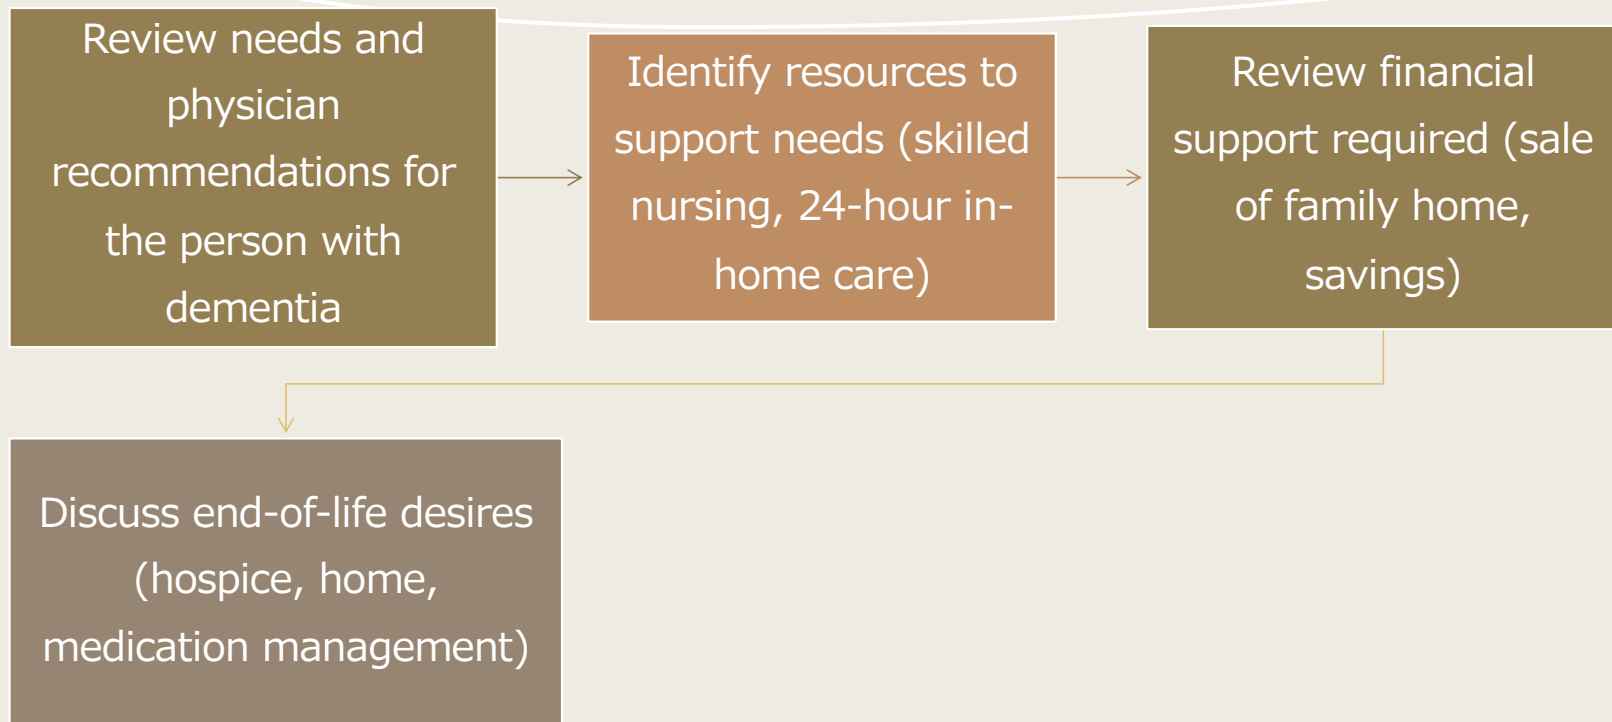 Review needs and
physician
recommendations for
the person with
dementia
Identify resources to
support needs (skilled
nursing, 24-hour in-
home care)
Review financial
support required (sale
of family home,
savings)
Discuss end-of-life desires
(hospice, home,
medication management)